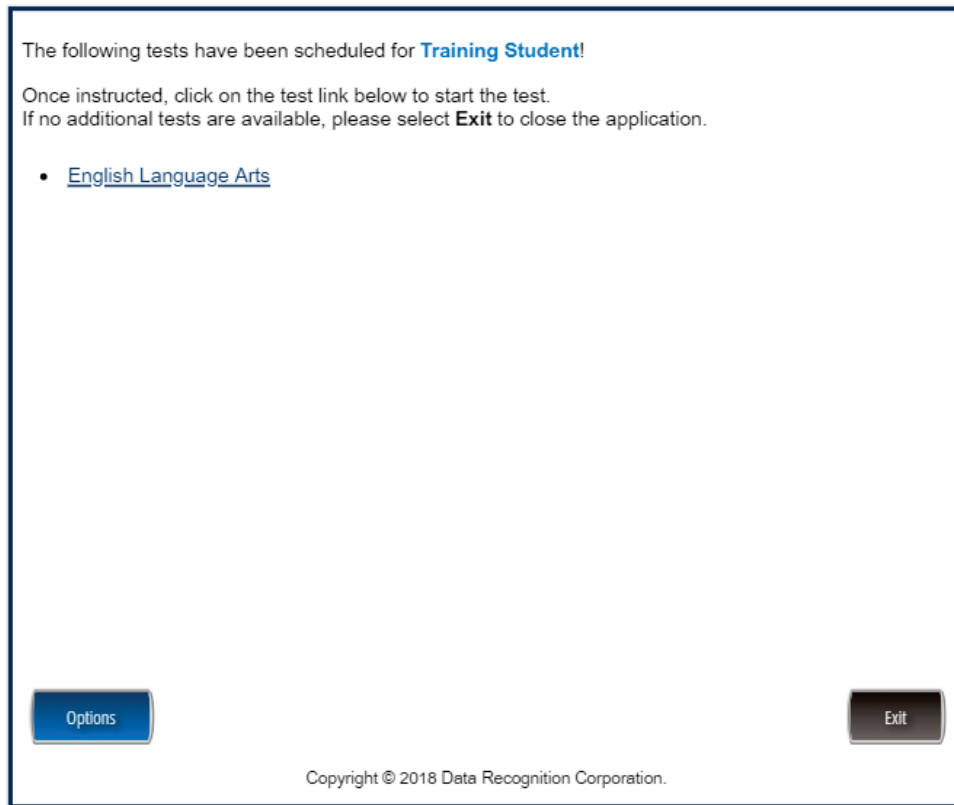 The following tests have been scheduled for Training Student!
Once instructed, click on the test link below to start the test.
If no additional tests are available, please select Exit to close the application.
• English Language Arts
Options
Exit
Copyright © 2018 Data Recognition Corporation.